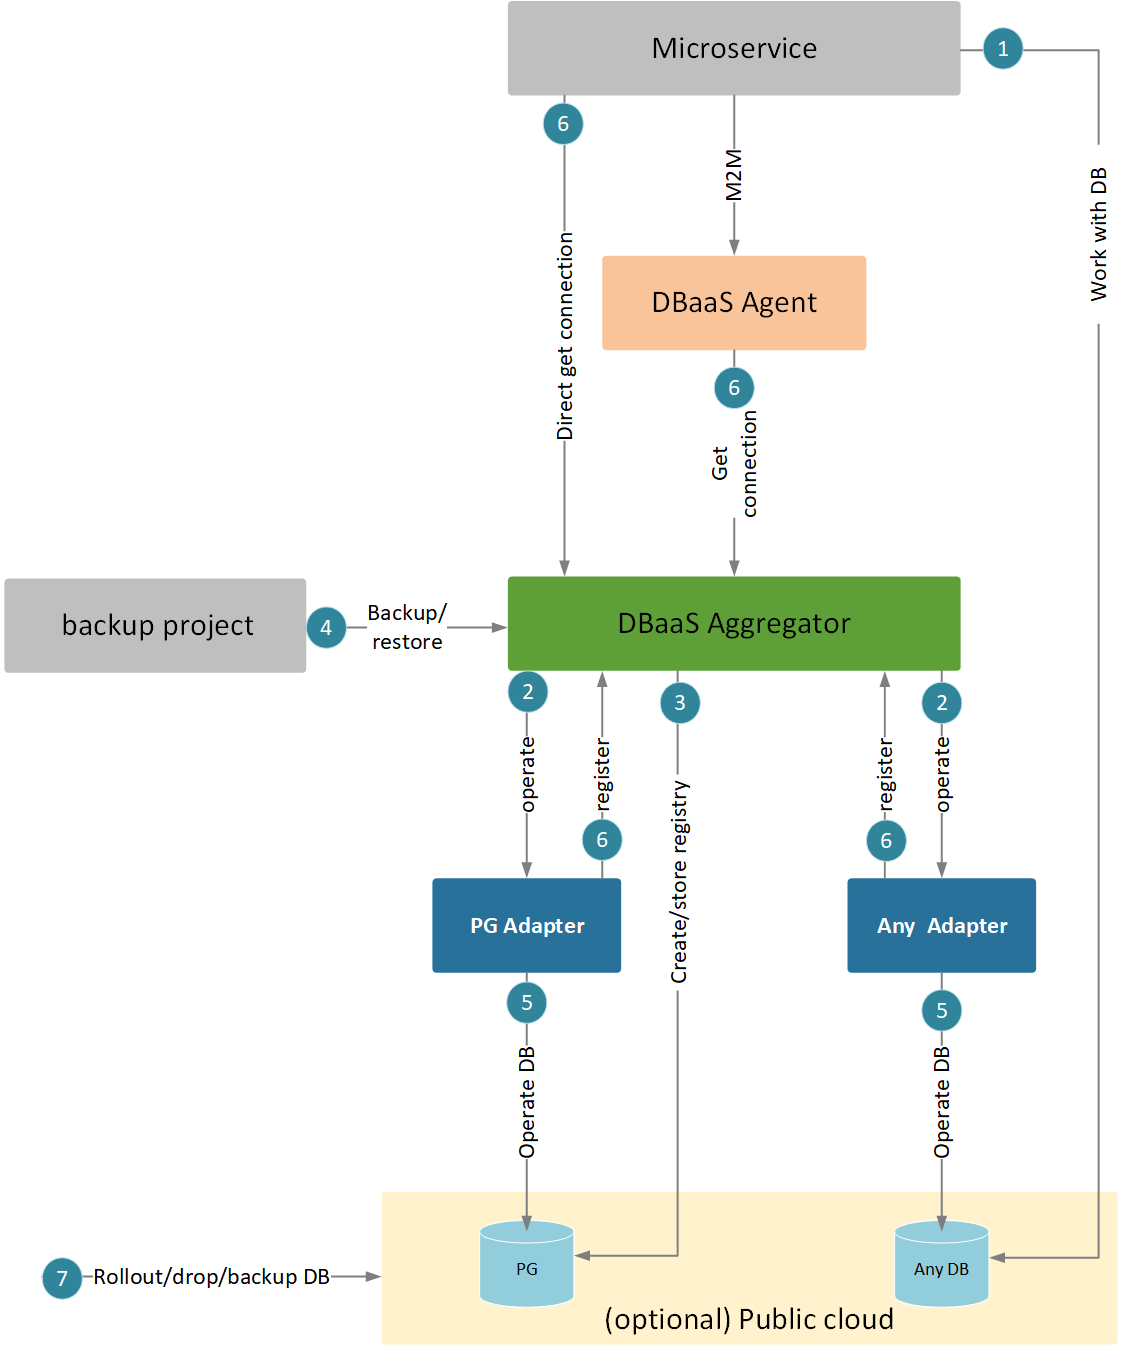 Microservice
1
6
M2M
Work with DB
Direct get connection
DBaaS Agent
6
Get
connection
backup project
4
Backup/
restore
DBaaS Aggregator
2
3
2
operate
register
Create/store registry
register
operate
6
6
PG Adapter
Any Adapter
5
5
Operate DB
Operate DB
7
Rollout/drop/backup DB
PG
Any DB
(optional) Public cloud